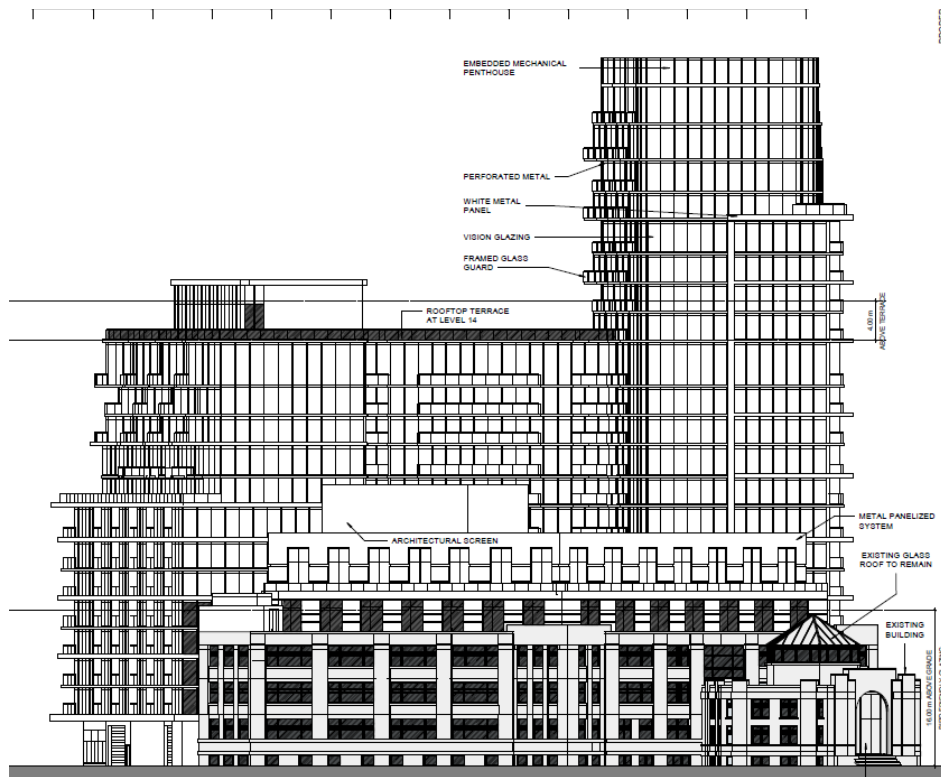 EMBEDDED MECHANICAL
PENTHOUSE
PERFORATED METAL
WHITE METAL
PANEL
VISION GLAZING
FRAMED GLASS
GUARD
ROOFTOP TERRACE
AT LEVEL 14
4.00 m
ABOVE TERRACE
METAL PANELIZED
SYSTEM
ARCHITECTURAL SCREEN
EXISTING GLASS
ROOF TO REMAIN
EXISTING
BUILDING
16.00 m ABOVE GRADE